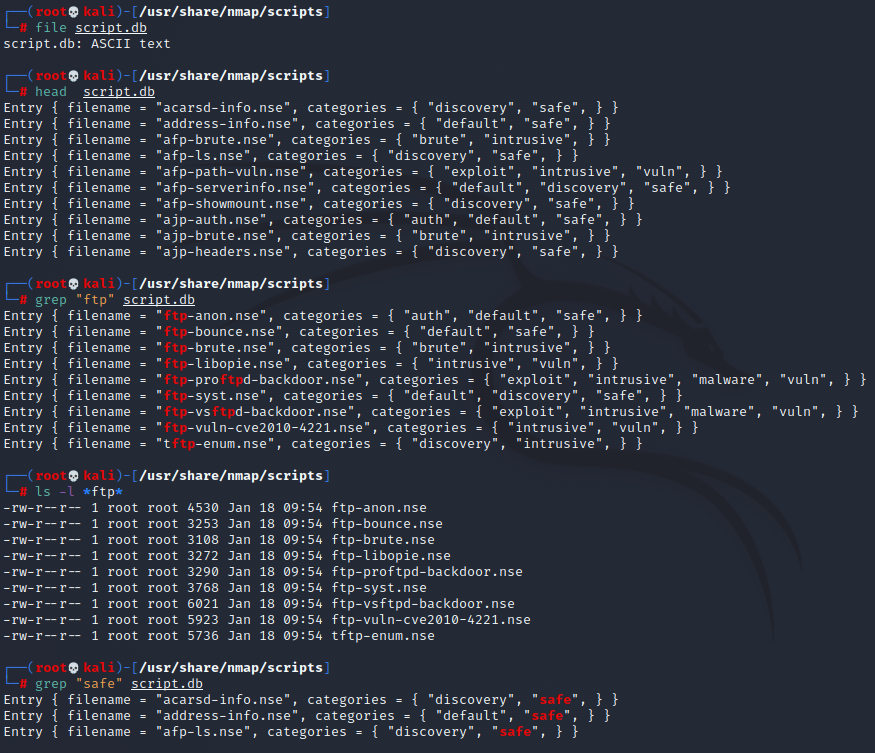 ┌──(root💀kali)-[/usr/share/nmap/scripts]
└─# file script.db
script.db: ASCII text
┌──(root💀kali)-[/usr/share/nmap/scripts]
└─# head  script.db
Entry { filename = "acarsd-info.nse", categories = { "discovery", "safe", } }
Entry { filename = "address-info.nse", categories = { "default", "safe", } }
Entry { filename = "afp-brute.nse", categories = { "brute", "intrusive", } }
Entry { filename = "afp-ls.nse", categories = { "discovery", "safe", } }
Entry { filename = "afp-path-vuln.nse", categories = { "exploit", "intrusive", "vuln", } }
Entry { filename = "afp-serverinfo.nse", categories = { "default", "discovery", "safe", } }
Entry { filename = "afp-showmount.nse", categories = { "discovery", "safe", } }
Entry { filename = "ajp-auth.nse", categories = { "auth", "default", "safe", } }
Entry { filename = "ajp-brute.nse", categories = { "brute", "intrusive", } }
Entry { filename = "ajp-headers.nse", categories = { "discovery", "safe", } }
┌──(root💀kali)-[/usr/share/nmap/scripts]
└─# grep "ftp" script.db
Entry { filename = "ftp-anon.nse", categories = { "auth", "default", "safe", } }
Entry { filename = "ftp-bounce.nse", categories = { "default", "safe", } }
Entry { filename = "ftp-brute.nse", categories = { "brute", "intrusive", } }
Entry { filename = "ftp-libopie.nse", categories = { "intrusive", "vuln", } }
Entry { filename = "ftp-proftpd-backdoor.nse", categories = { "exploit", "intrusive", "malware", "vuln", } }
Entry { filename = "ftp-syst.nse", categories = { "default", "discovery", "safe", } }
Entry { filename = "ftp-vsftpd-backdoor.nse", categories = { "exploit", "intrusive", "malware", "vuln", } }
Entry { filename = "ftp-vuln-cve2010-4221.nse", categories = { "intrusive", "vuln", } }
Entry { filename = "tftp-enum.nse", categories = { "discovery", "intrusive", } }
┌──(root💀kali)-[/usr/share/nmap/scripts]
└─# ls -l *ftp*
-rw-r--r-- 1 root root 4530 Jan 18 09:54 ftp-anon.nse
-rw-r--r-- 1 root root 3253 Jan 18 09:54 ftp-bounce.nse
-rw-r--r-- 1 root root 3108 Jan 18 09:54 ftp-brute.nse
-rw-r--r-- 1 root root 3272 Jan 18 09:54 ftp-libopie.nse
-rw-r--r-- 1 root root 3290 Jan 18 09:54 ftp-proftpd-backdoor.nse
-rw-r--r-- 1 root root 3768 Jan 18 09:54 ftp-syst.nse
-rw-r--r-- 1 root root 6021 Jan 18 09:54 ftp-vsftpd-backdoor.nse
-rw-r--r-- 1 root root 5923 Jan 18 09:54 ftp-vuln-cve2010-4221.nse
-rw-r--r-- 1 root root 5736 Jan 18 09:54 tftp-enum.nse
┌──(root💀kali)-[/usr/share/nmap/scripts]
└─# grep "safe" script.db
Entry { filename = "acarsd-info.nse", categories = { "discovery", "safe", } }
Entry { filename = "address-info.nse", categories = { "default", "safe", } }
Entry { filename = "afp-ls.nse", categories = { "discovery", "safe", } }